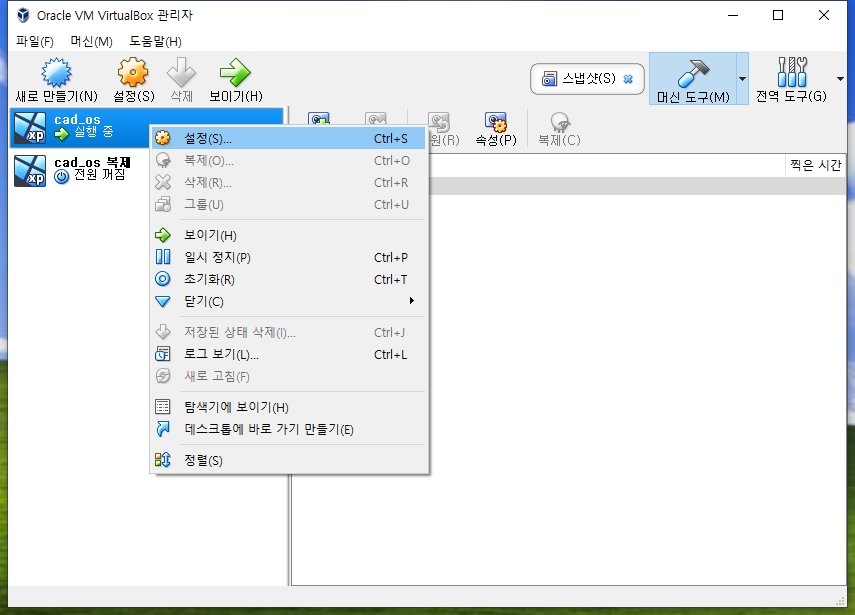 Oracle VM VirtualBox 관리자
파일(F) 머신(M) 도움말(H)
새로 만들기(N) 설정(S) 삭제 보이기(H) 스냅샷(S) 머신 도구(M) 전역 도구(G)
cad_os
실행 중
원(R) 속성(P) 복제(C)
cad_os 복제
전원 꺼짐
찍은 시간
설정(S)... Ctrl+S
복제(O)... Ctrl+O
삭제(R)... Ctrl+R
그룹(U) Ctrl+U
보이기(H)
일시 정지(P) Ctrl+P
초기화(R) Ctrl+T
닫기(C)
저장된 상태 삭제(I)... Ctrl+J
로그 보기(L)... Ctrl+L
새로 고침(F)
탐색기에 보이기(H)
데스크톱에 바로 가기 만들기(E)
정렬(S)
xp
xp